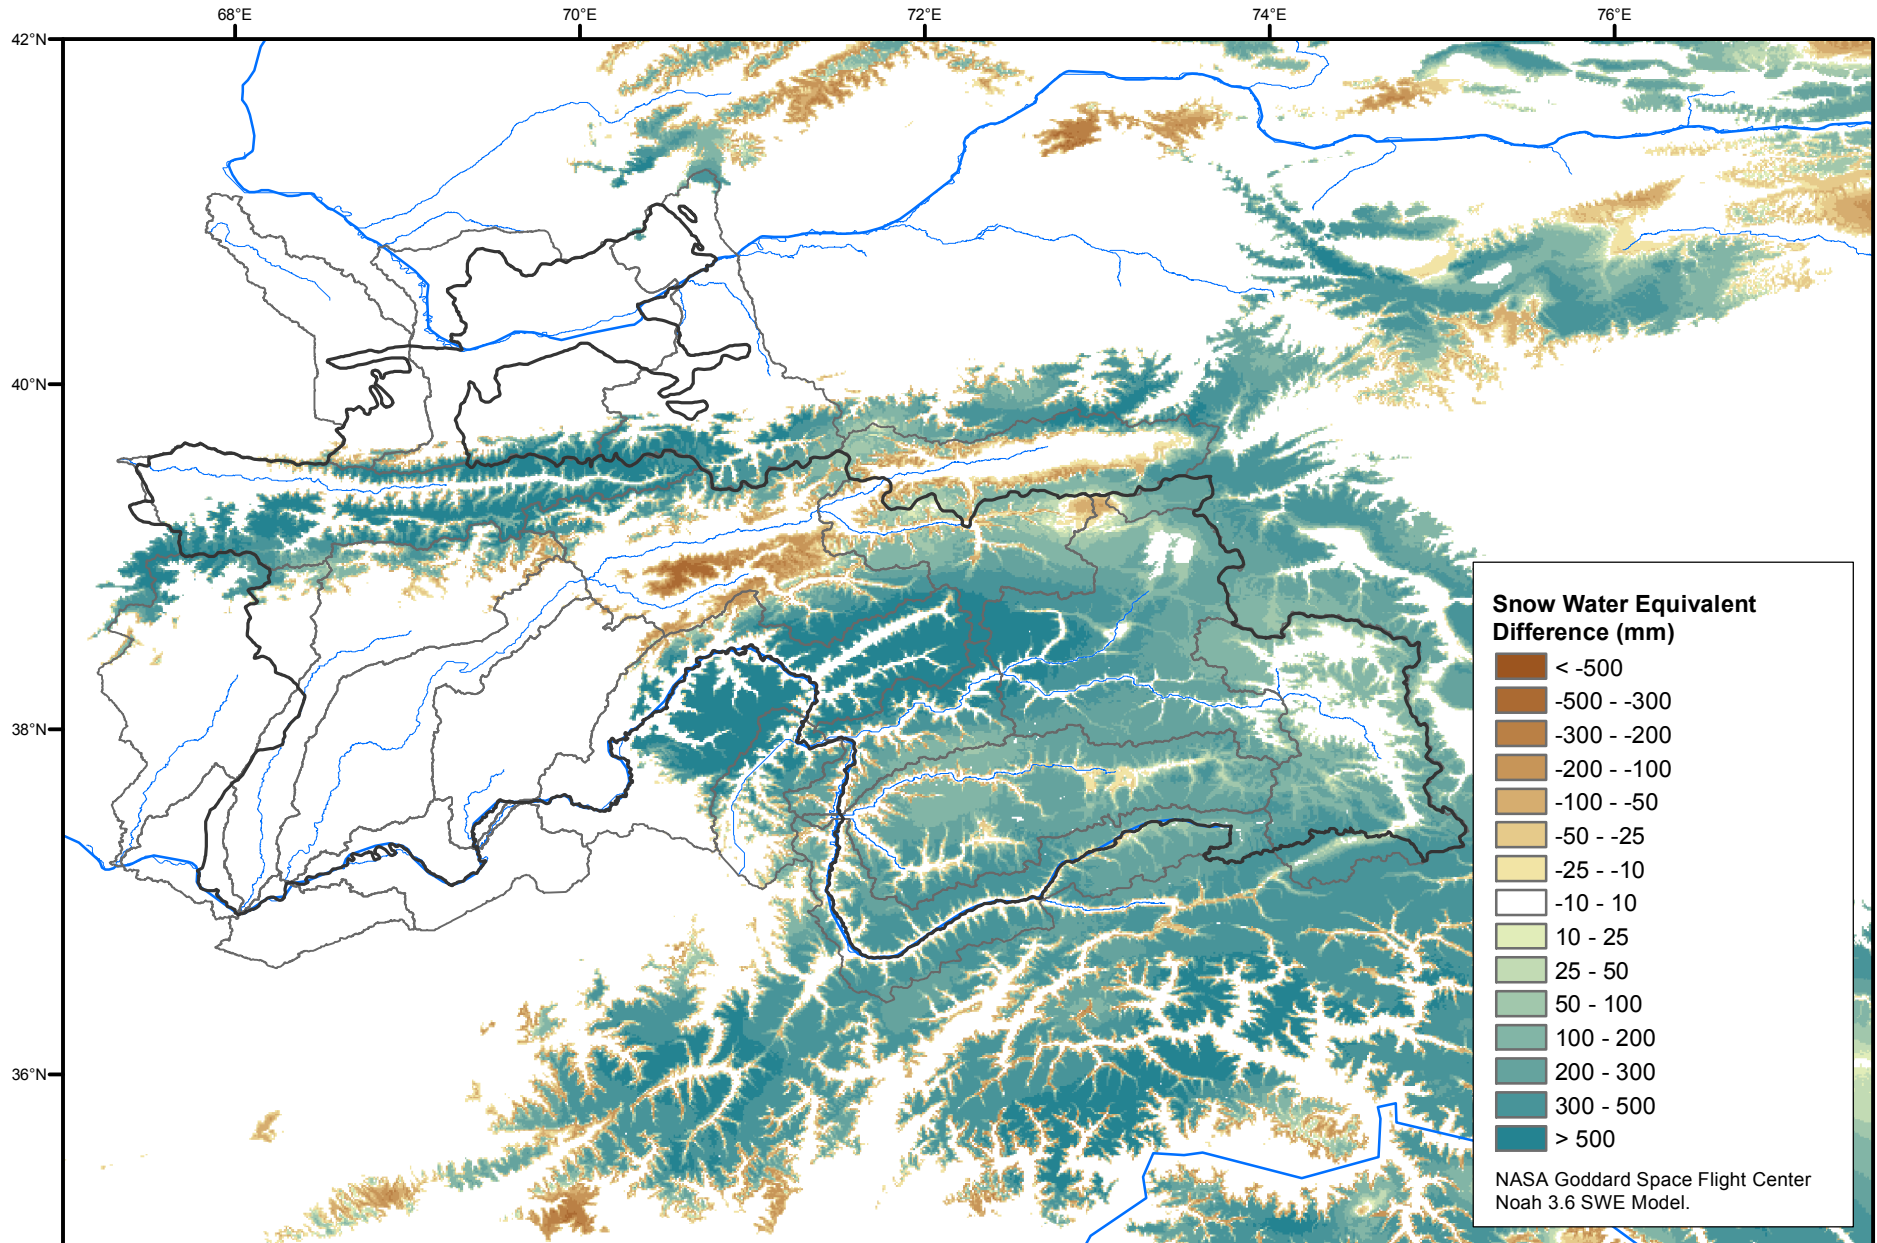 68°E
70°E
72°E
74°E
76°E
42°N
40°N
38°N
36°N
Snow Water Equivalent
Difference (mm)
< -500
-500 - -300
-300 - -200
-200 - -100
-100 - -50
-50 - -25
-25 - -10
-10 - 10
10 - 25
25 - 50
50 - 100
100 - 200
200 - 300
300 - 500
> 500
NASA Goddard Space Flight Center
Noah 3.6 SWE Model.